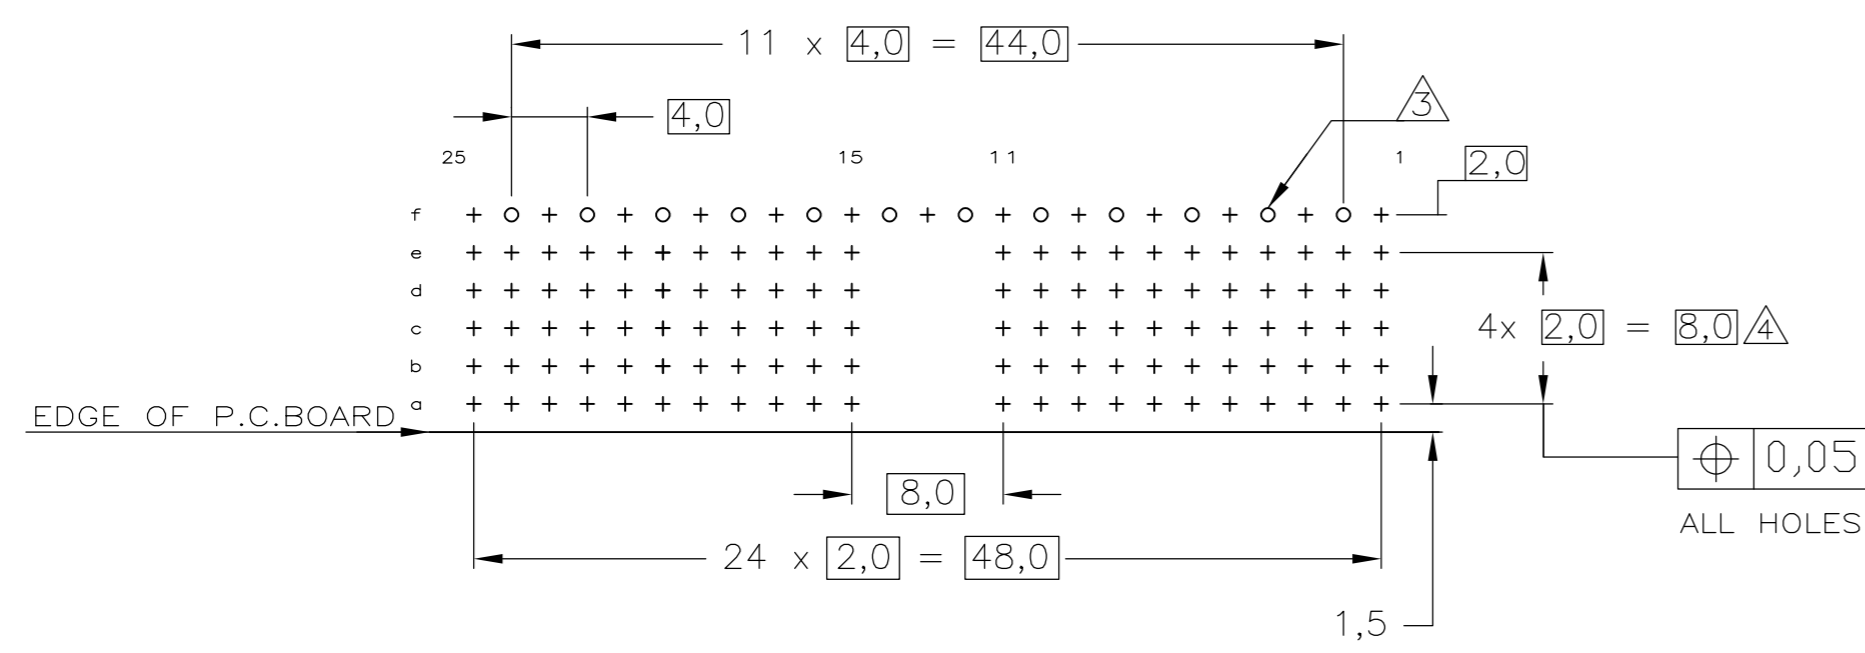 11 x 4,0 = 44,0
3
4,0
25 15 11 1
2,0
f
e
d
c
4x 2,0 = 8,0 4
b
a
EDGE OF P.C.BOARD
0,05
8,0
ALL HOLES
24 x 2,0 = 48,0
1,5